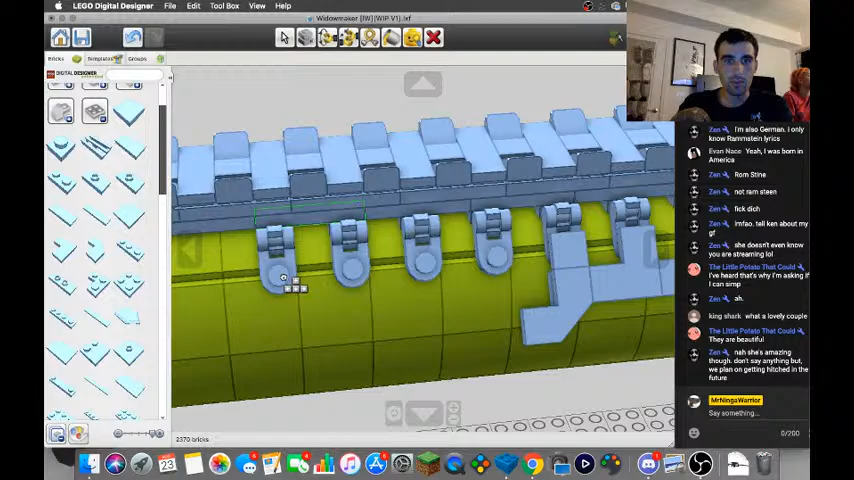 LEGO Digital Designer File Edit Tool Box View Help
Widowmaker [IW](WIP V1).lxf
Bricks Templates Groups
DIGITAL DESIGNER
2370 bricks
Zen I'm also German. i only
know Rammstein lyrics
Evan Nace Yeah, I was born in
America
Zen Rom Stine
Zen not ram steen
Zen fick dich
Zen lmfao. tell ken about my
gf
Zen she doesn't even know
you are streaming lol
The Little Potato That Could
I've heard that's why I'm asking if
I can simp
Zen ah.
king shark what a lovely couple
The Little Potato That Could
They are beautiful
Zen nah she's amazing
though. don't say anything but,
we plan on getting hitched in the
future
MrNingaWarrior
Say something...
0/200
23